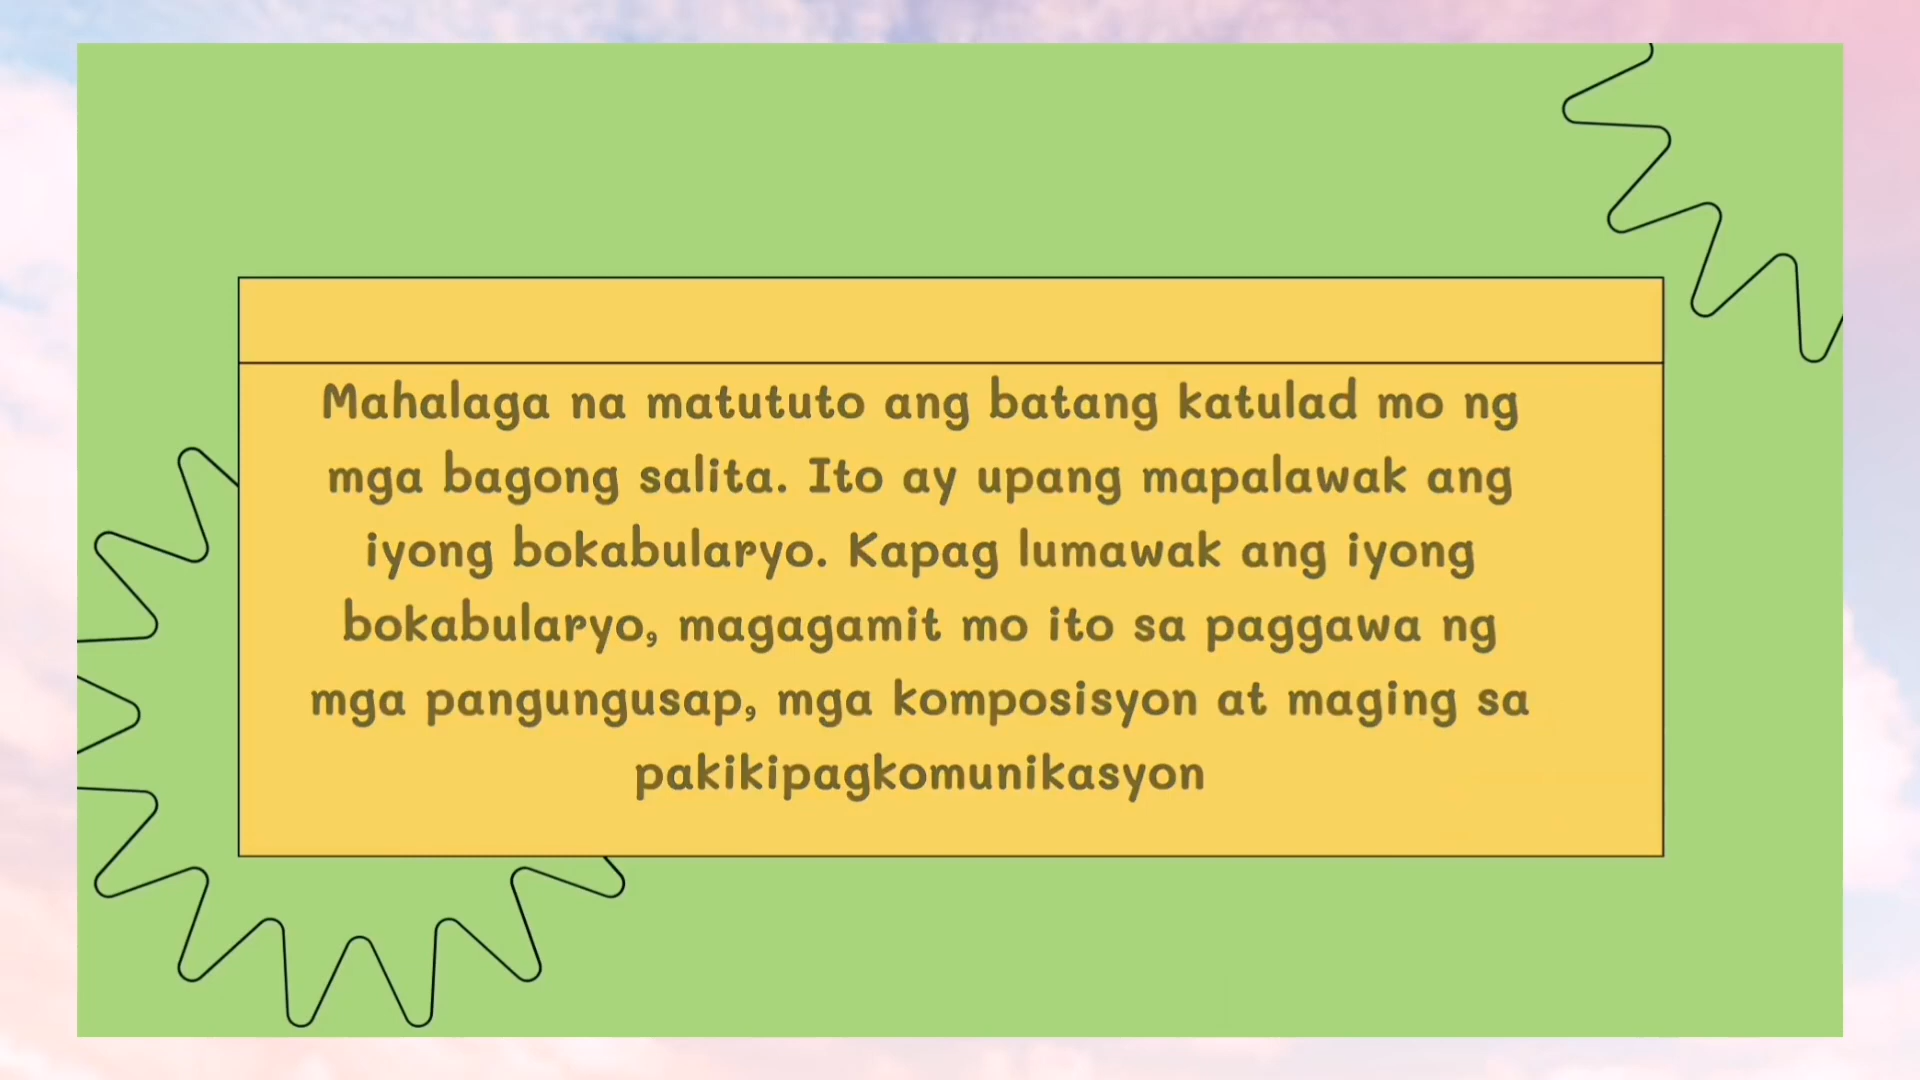 Mahalaga na matututo ang batang katulad mo ng
mga bagong salita. Ito ay upang mapalawak ang
iyong bokabularyo. Kapag lumawak ang iyong
bokabularyo, magagamit mo ito sa paggawa ng
mga pangungusap, mga komposisyon at maging sa
pakikipagkomunikasyon